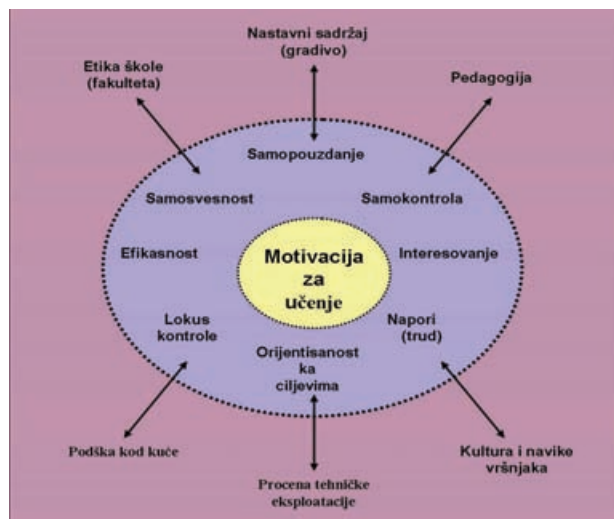 Nastavni sadržaj
(gradivo)
Etika škole
(fakulteta)
Pedagogija
Samopouzdanje
Samosvesnost
Samokontrola
Efikasnost
Motivacija
za
učenje
Interesovanje
Lokus
kontrole
Napori
(trud)
Orijentisanost
ka
ciljevima
Podška kod kuće
Kultura i navike
vršnjaka
Procena tehničke
eksploatacije